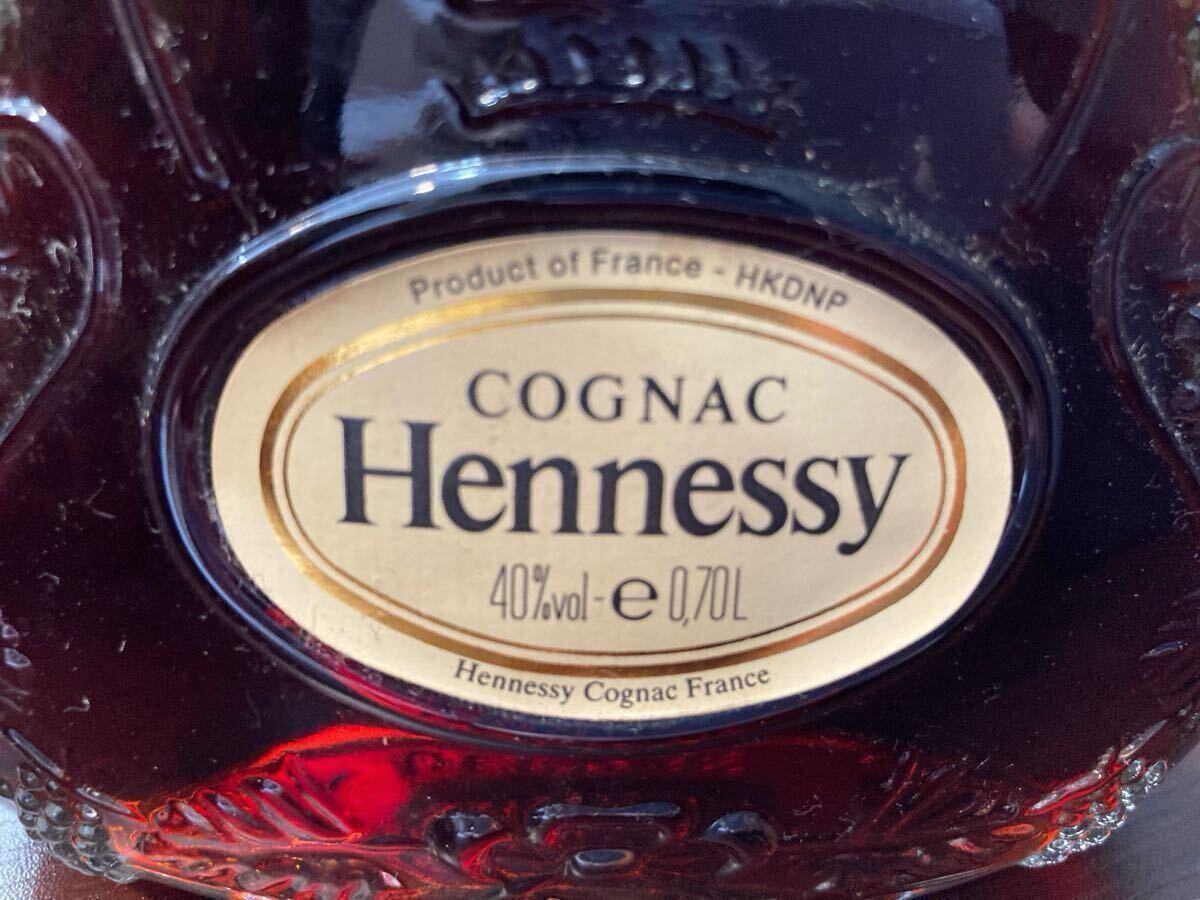 Product of France - HKDNP
COGNAC
Hennessy
40%vol - e 0,70L
Hennessy Cognac France